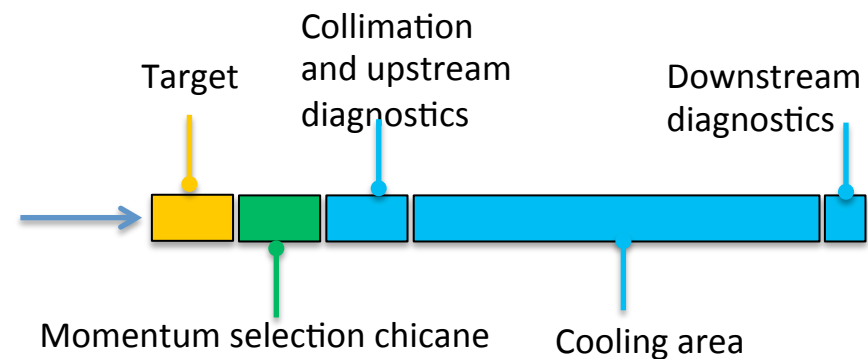 Collimation
and upstream
diagnostics
Target
Downstream
diagnostics
Momentum selection chicane
Cooling area